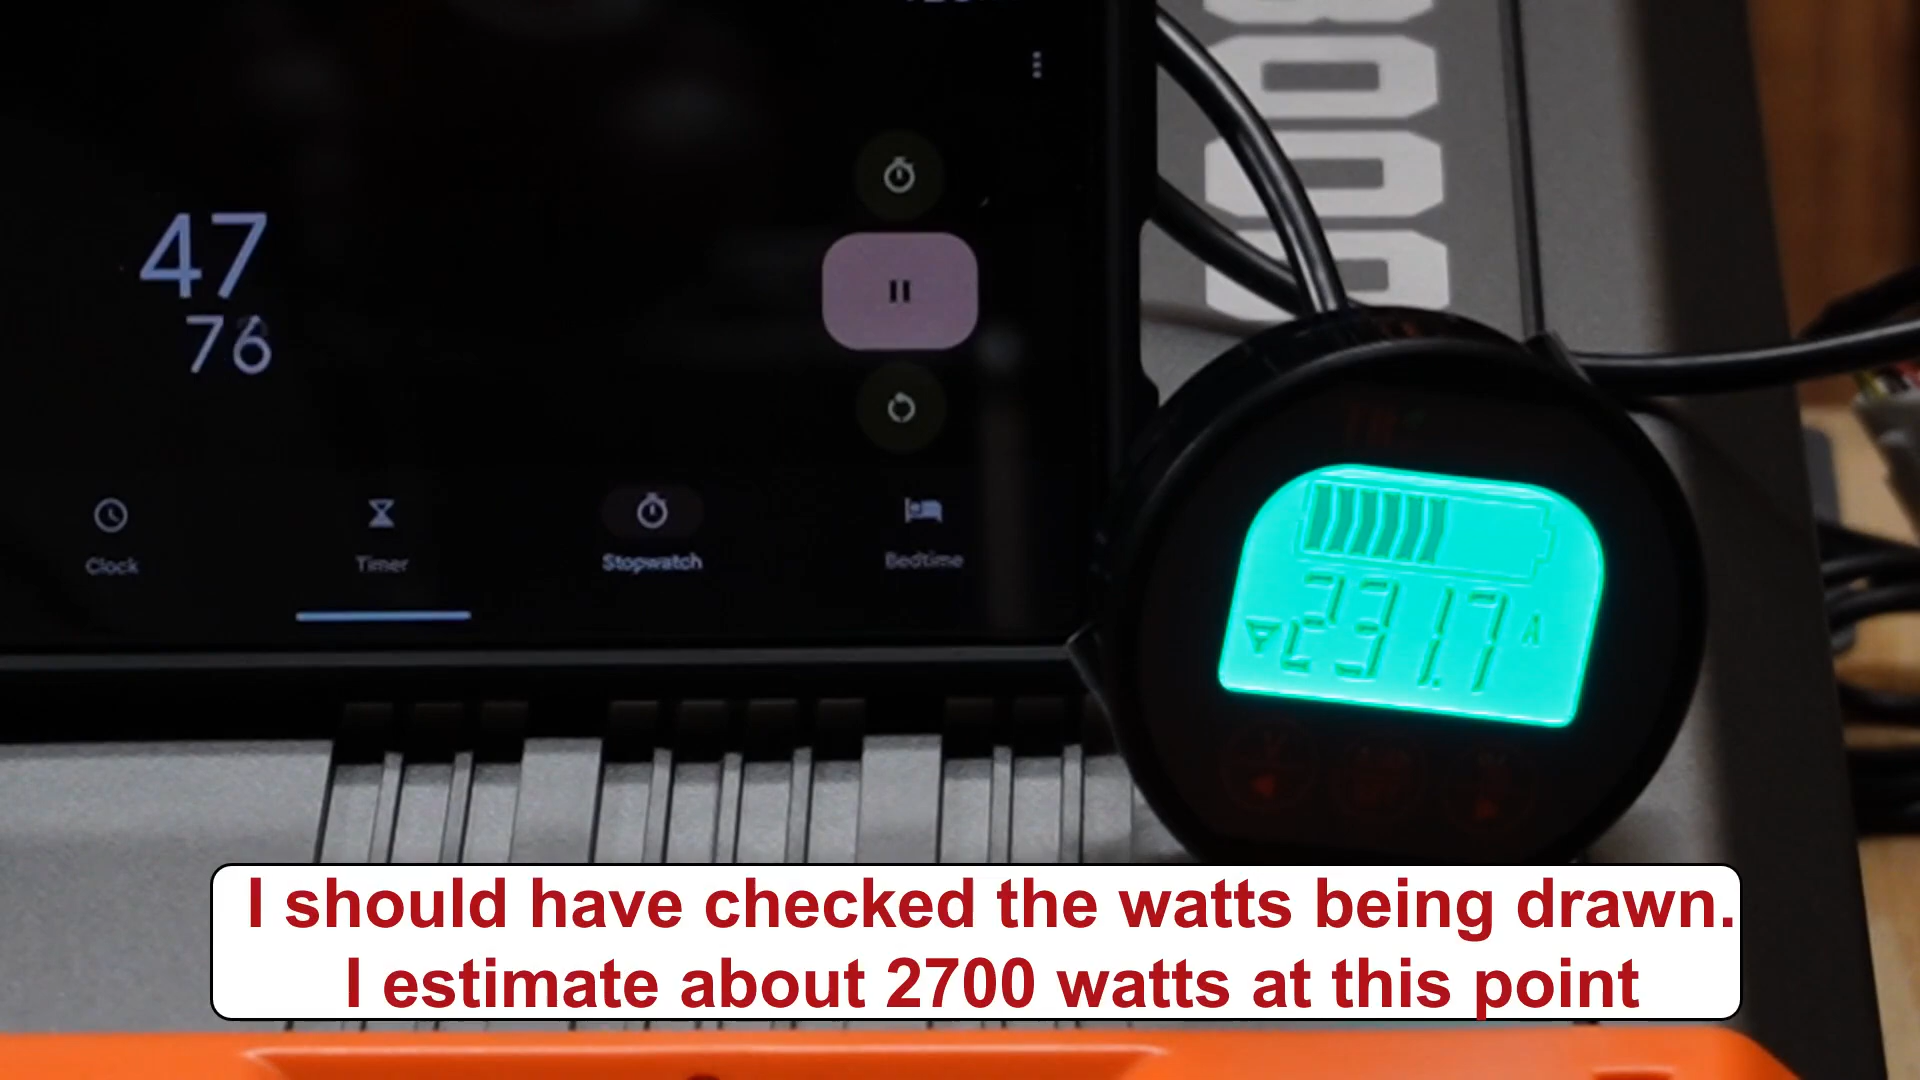 47
76
Clock
Timer
Stopwatch
Bedtime
231.7 A
I should have checked the watts being drawn.
I estimate about 2700 watts at this point